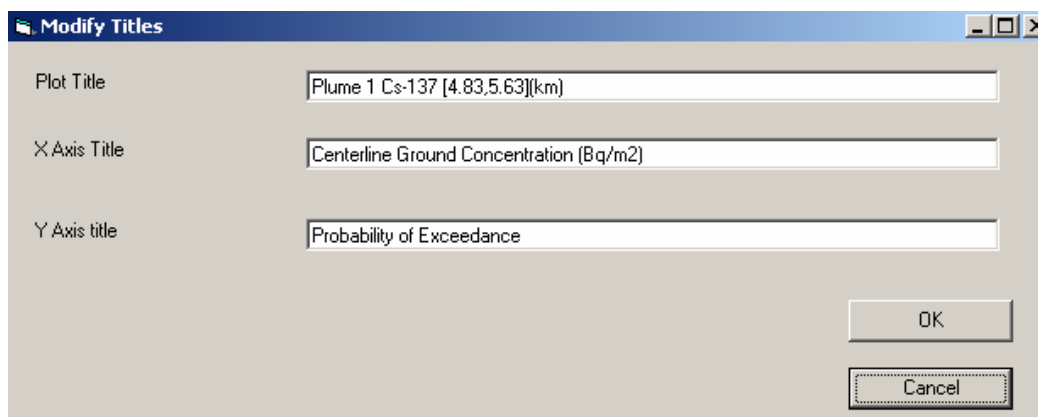 Modify Titles
Plot Title
Plume 1 Cs-137 [4.83,5.63](km)
X Axis Title
Centerline Ground Concentration (Bq/m2)
Y Axis title
Probability of Exceedance
OK
Cancel